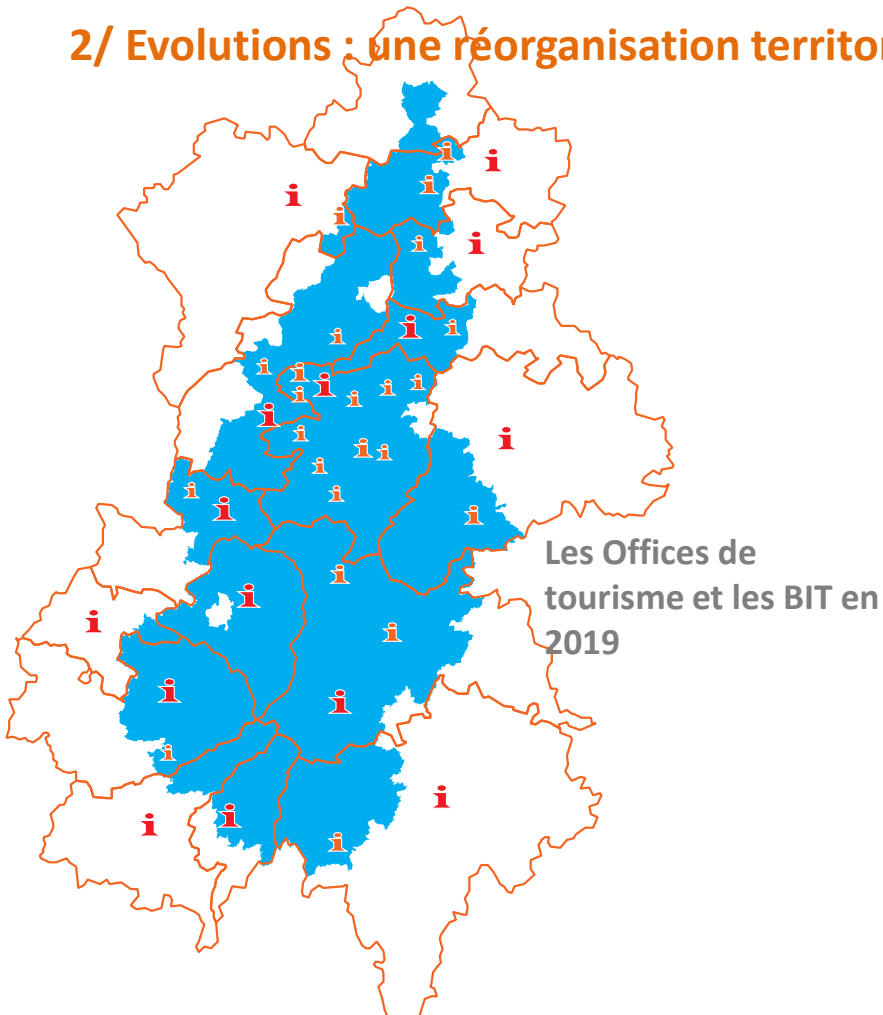 2/ Evolutions : une réorganisation territor
Les Offices de
tourisme et les BIT en
2019